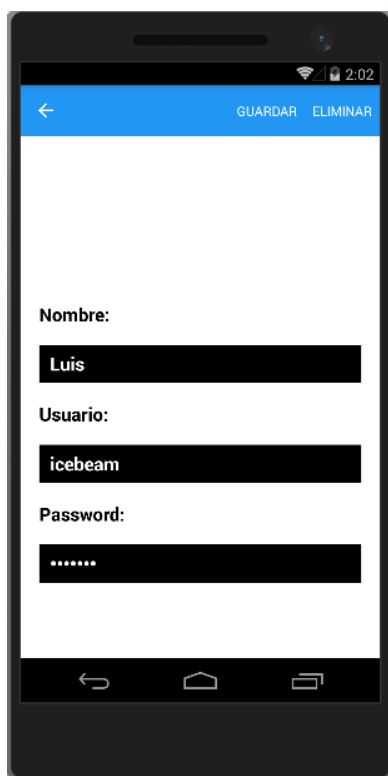 2:02
GUARDAR ELIMINAR
Nombre:
Luis
Usuario:
icebeam
Password:
•••••••